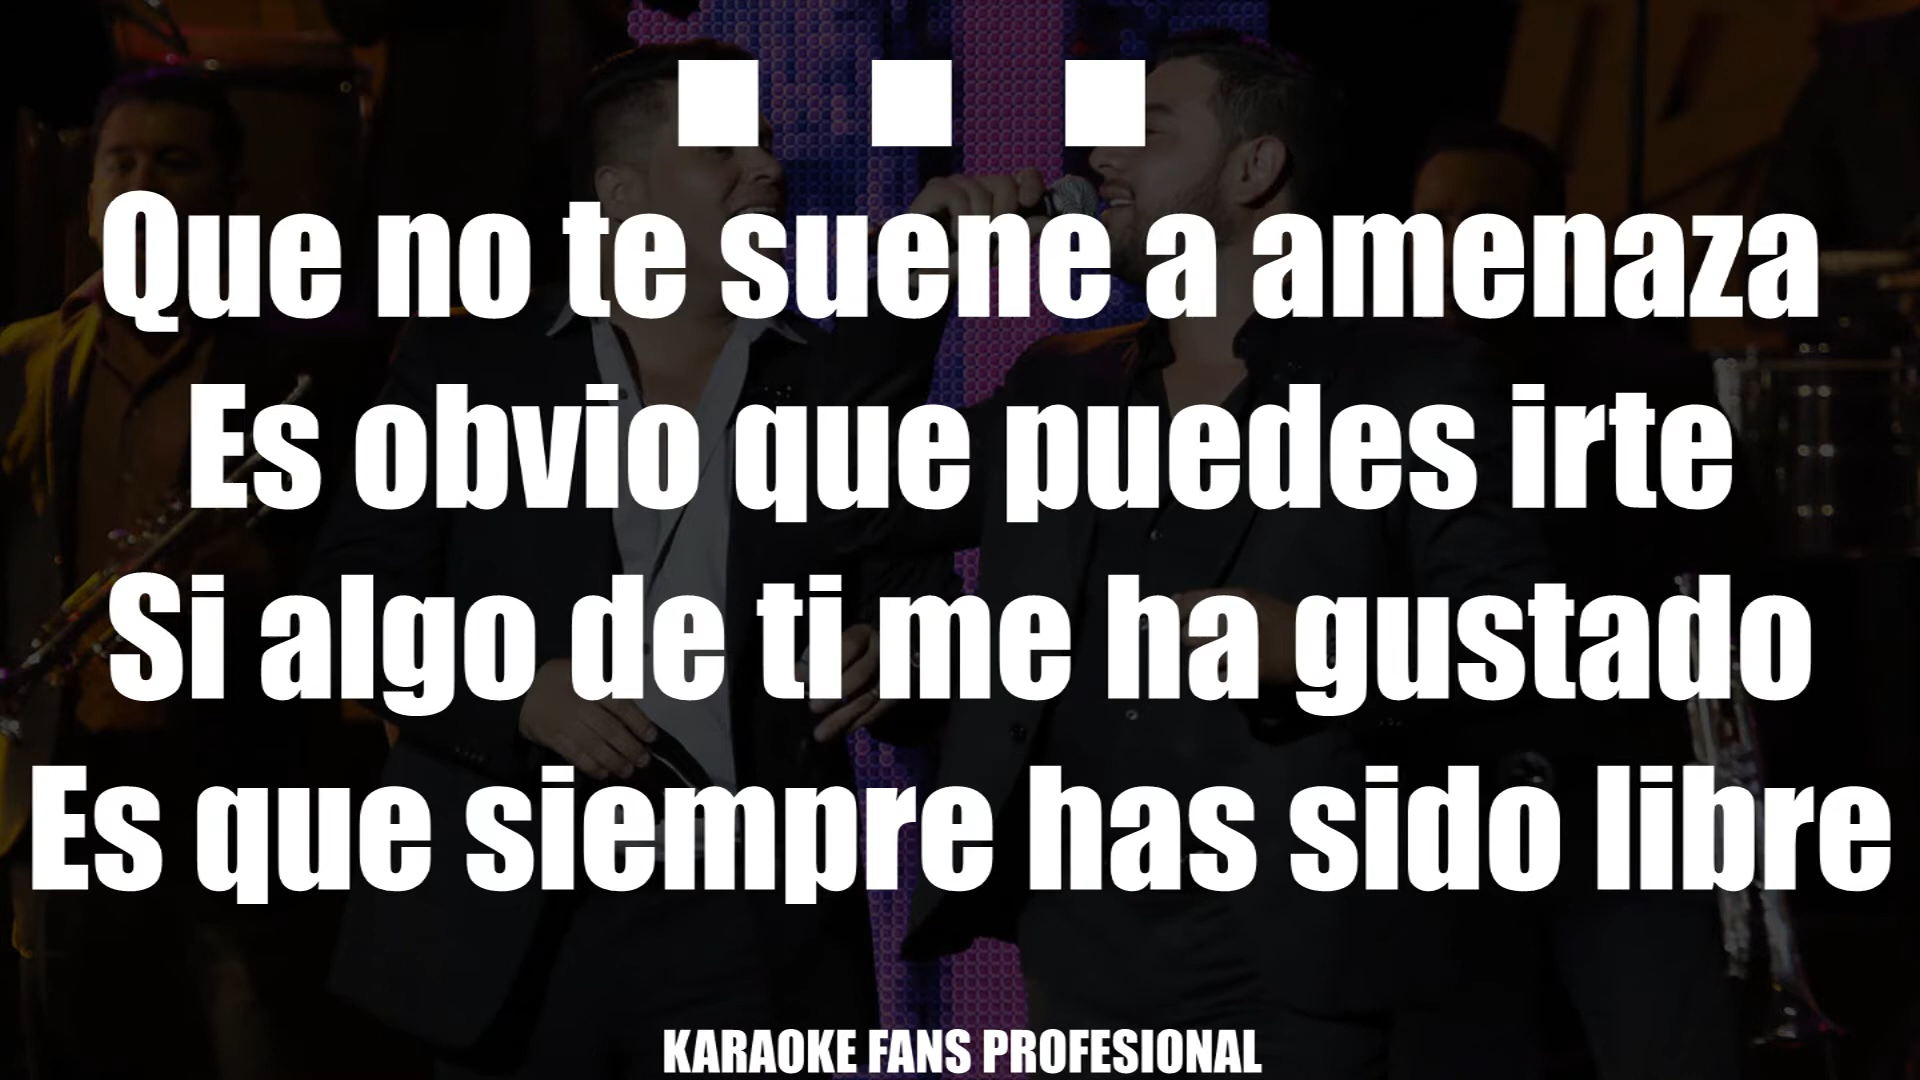 Que no te suene a amenaza
Es obvio que puedes irte
Si algo de ti me ha gustado
Es que siempre has sido libre
KARAOKE FANS PROFESIONAL